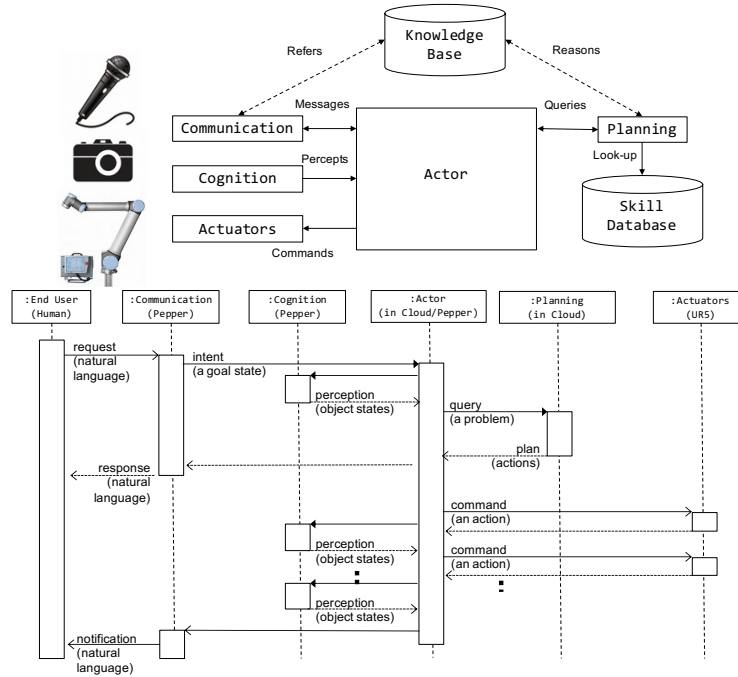 Knowledge
Base
Refers
Reasons
Messages
Queries
Communication
Planning
Percepts
Look-up
Cognition
Actor
Skill
Database
Actuators
Commands
:End User
(Human)
:Communication
(Pepper)
:Cognition
(Pepper)
:Actor
(in Cloud/Pepper)
:Planning
(in Cloud)
:Actuators
(UR5)
request
(natural
language)
intent
(a goal state)
perception
(object states)
query
(a problem)
plan
(actions)
response
(natural
language)
command
(an action)
perception
(object states)
command
(an action)
perception
(object states)
notification
(natural
language)